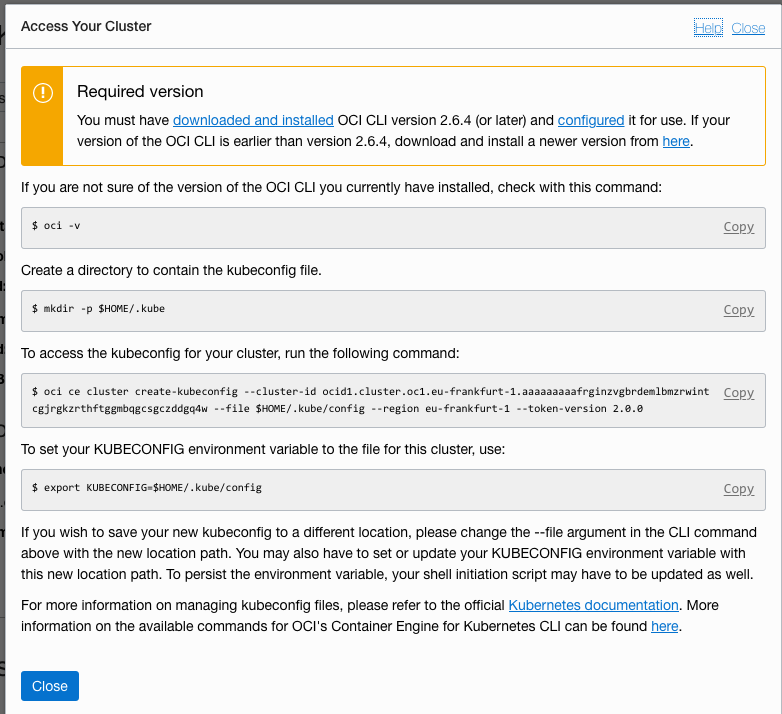 Access Your Cluster
Help Close
Required version
You must have downloaded and installed OCI CLI version 2.6.4 (or later) and configured it for use. If your
version of the OCI CLI is earlier than version 2.6.4, download and install a newer version from here.
If you are not sure of the version of the OCI CLI you currently have installed, check with this command:
$ oci -v
Copy
Create a directory to contain the kubeconfig file.
$ mkdir -p $HOME/.kube
Copy
To access the kubeconfig for your cluster, run the following command:
$ oci ce cluster create-kubeconfig --cluster-id ocid1.cluster.oc1.eu-frankfurt-1.aaaaaaaaafrginzvgbrdemlbmzrwint
Copy
cgjrgkzrthftggmbqgcsgczddgq4w --file $HOME/.kube/config --region eu-frankfurt-1 --token-version 2.0.0
To set your KUBECONFIG environment variable to the file for this cluster, use:
$ export KUBECONFIG=$HOME/.kube/config
Copy
If you wish to save your new kubeconfig to a different location, please change the --file argument in the CLI command
above with the new location path. You may also have to set or update your KUBECONFIG environment variable with
this new location path. To persist the environment variable, your shell initiation script may have to be updated as well.
For more information on managing kubeconfig files, please refer to the official Kubernetes documentation. More
information on the available commands for OCI's Container Engine for Kubernetes CLI can be found here.
Close